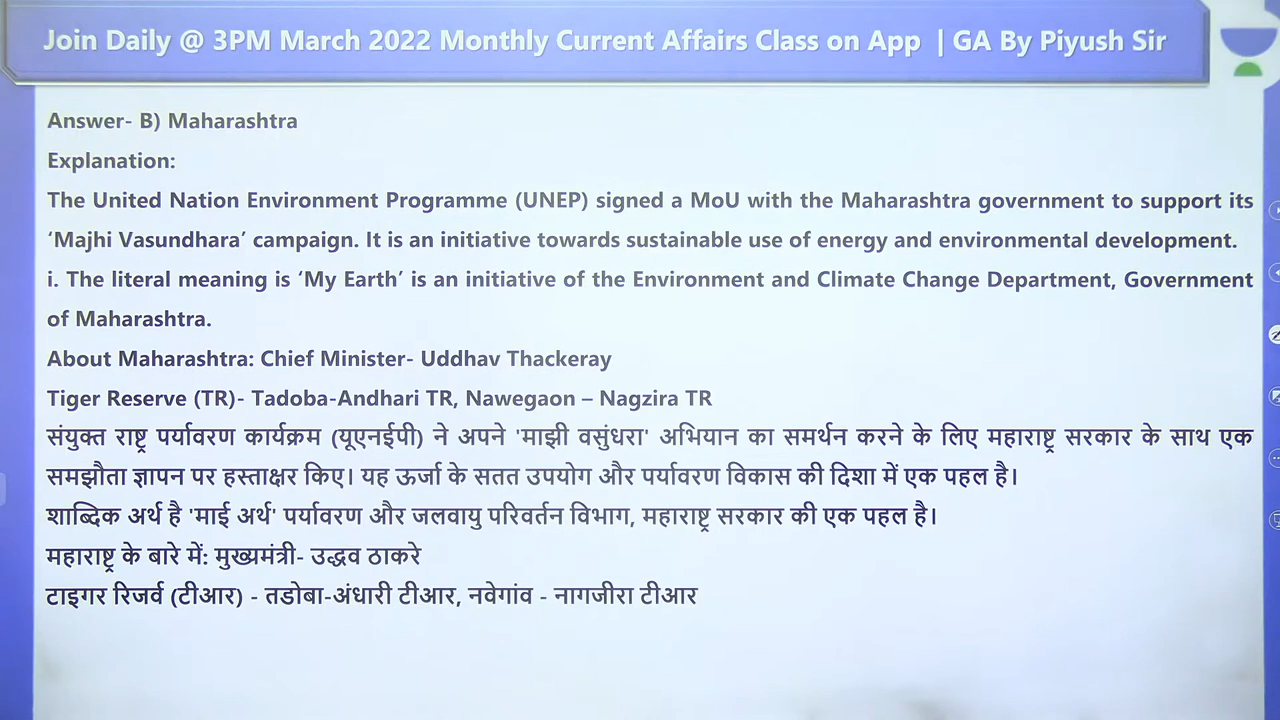 Join Daily @ 3PM March 2022 Monthly Current Affairs Class on App | GA By Piyush Sir
Answer- B) Maharashtra
Explanation:
The United Nation Environment Programme (UNEP) signed a MoU with the Maharashtra government to support its
‘Majhi Vasundhara’ campaign. It is an initiative towards sustainable use of energy and environmental development.
i. The literal meaning is ‘My Earth’ is an initiative of the Environment and Climate Change Department, Government
of Maharashtra.
About Maharashtra: Chief Minister- Uddhav Thackeray
Tiger Reserve (TR)- Tadoba-Andhari TR, Nawegaon – Nagzira TR
संयुक्त राष्ट्र पर्यावरण कार्यक्रम (यूएनईपी) ने अपने 'माझी वसुंधरा' अभियान का समर्थन करने के लिए महाराष्ट्र सरकार के साथ एक
समझौता ज्ञापन पर हस्ताक्षर किए। यह ऊर्जा के सतत उपयोग और पर्यावरण विकास की दिशा में एक पहल है।
शाब्दिक अर्थ है 'माई अर्थ' पर्यावरण और जलवायु परिवर्तन विभाग, महाराष्ट्र सरकार की एक पहल है।
महाराष्ट्र के बारे में: मुख्यमंत्री- उद्धव ठाकरे
टाइगर रिजर्व (टीआर) - तडोबा-अंधारी टीआर, नवेगांव - नागजीरा टीआर